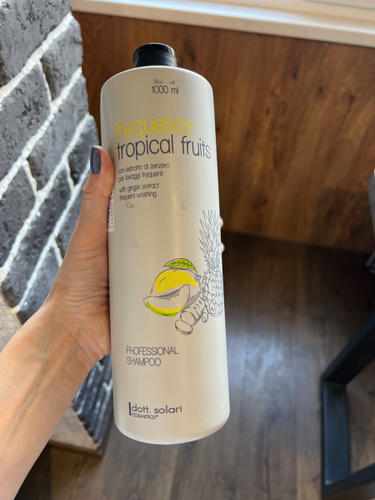 1000 ml
frequence
tropical fruits
con estratto di zenzero
per lavaggi frequenti
with ginger extract
frequent washing
PROFESSIONAL
SHAMPOO
dott. solari
COSMETICS®